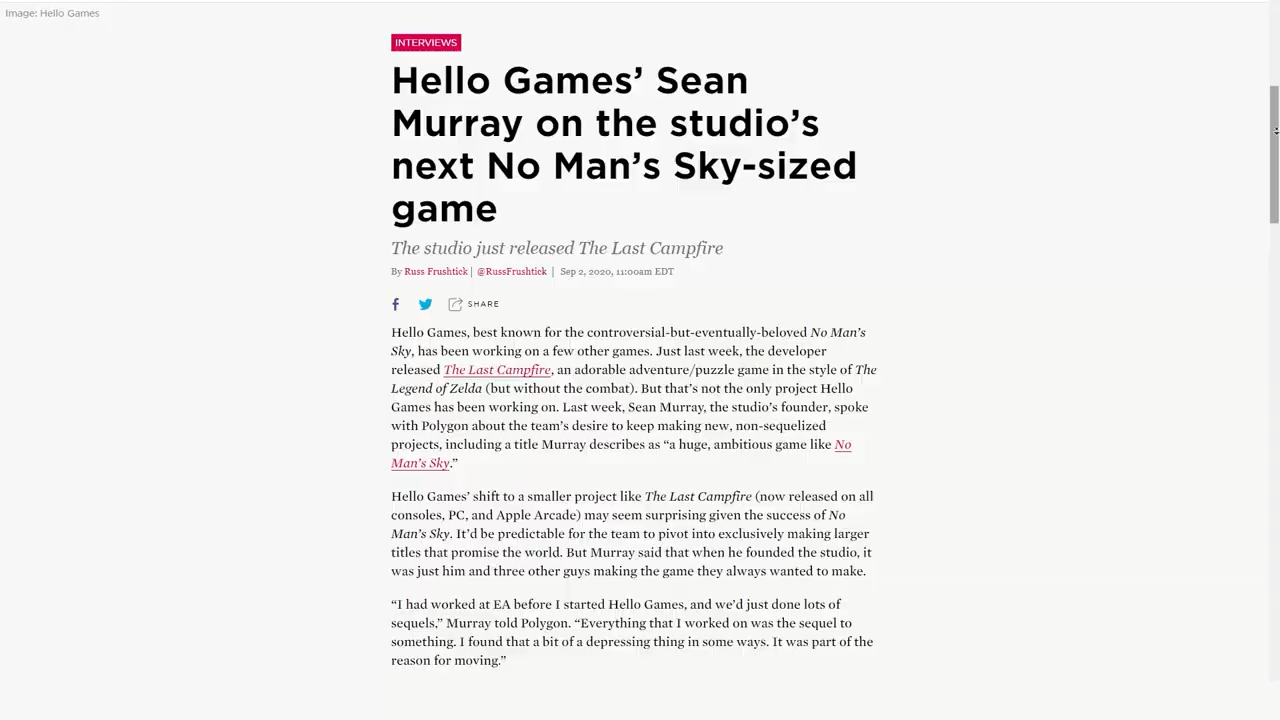 Image: Hello Games
INTERVIEWS
Hello Games’ Sean
Murray on the studio’s
next No Man’s Sky-sized
game
The studio just released The Last Campfire
By Russ Frushtick | @RussFrushtick | Sep 2, 2020, 11:00am EDT
SHARE
Hello Games, best known for the controversial-but-eventually-beloved No Man’s
Sky, has been working on a few other games. Just last week, the developer
released The Last Campfire, an adorable adventure/puzzle game in the style of The
Legend of Zelda (but without the combat). But that’s not the only project Hello
Games has been working on. Last week, Sean Murray, the studio’s founder, spoke
with Polygon about the team’s desire to keep making new, non-sequelized
projects, including a title Murray describes as “a huge, ambitious game like No
Man’s Sky.”
Hello Games’ shift to a smaller project like The Last Campfire (now released on all
consoles, PC, and Apple Arcade) may seem surprising given the success of No
Man’s Sky. It’d be predictable for the team to pivot into exclusively making larger
titles that promise the world. But Murray said that when he founded the studio, it
was just him and three other guys making the game they always wanted to make.
“I had worked at EA before I started Hello Games, and we’d just done lots of
sequels,” Murray told Polygon. “Everything that I worked on was the sequel to
something. I found that a bit of a depressing thing in some ways. It was part of the
reason for moving.”